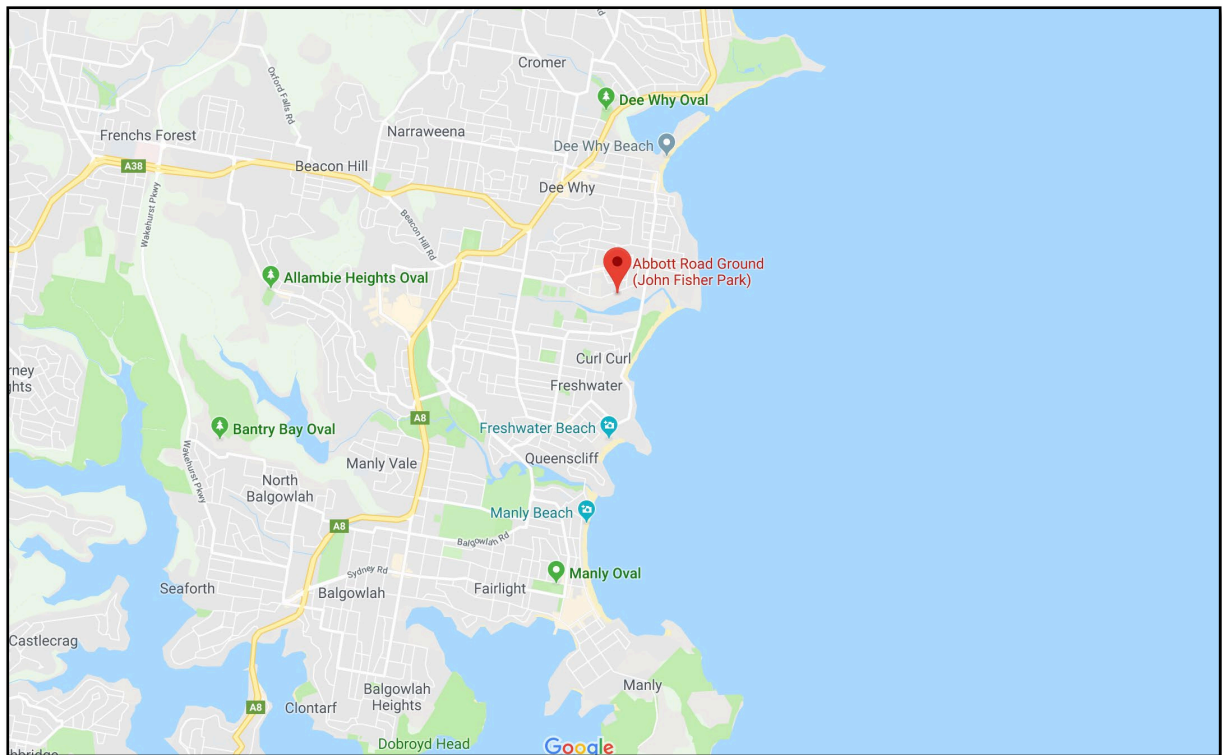 Cromer
Oxford Falls Rd
Dee Why Oval
Frenchs Forest
Narraweena
Dee Why Beach
A38
Beacon Hill
Dee Why
Wakehurst Pkwy
Beacon Hill Rd
Abbott Road Ground
(John Fisher Park)
Allambie Heights Oval
Curl Curl
Freshwater
A8
Freshwater Beach
Bantry Bay Oval
Queenscliff
Manly Vale
Wakehurst Pkwy
North
Balgowlah
Manly Beach
A8
Balgowlah Rd
Sydney Rd
Manly Oval
Seaforth
Balgowlah
Fairlight
Castlecrag
Manly
Balgowlah
Heights
A8
Clontarf
Dobroyd Head
Google